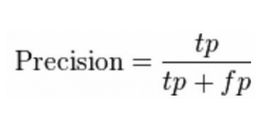 Precision = tp / tp + fp